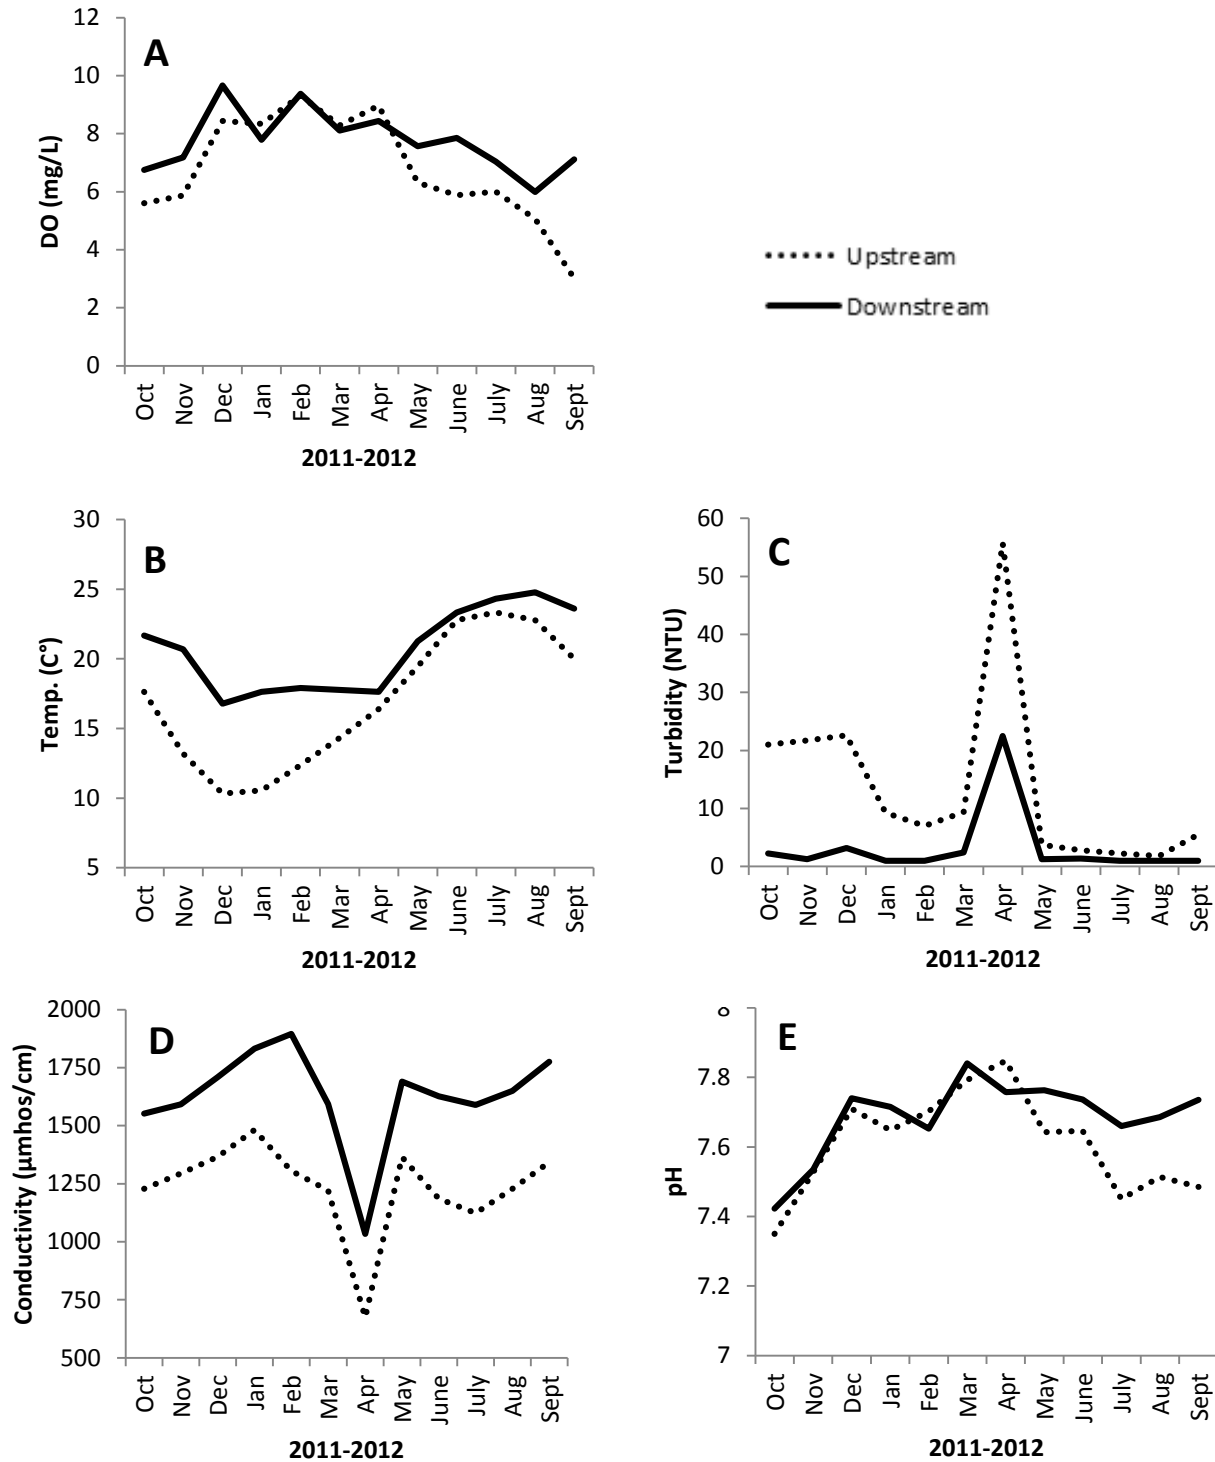 A
DO (mg/L)
12
10
8
6
4
2
0
Oct
Nov
Dec
Jan
Feb
Mar
Apr
May
June
July
Aug
Sept
2011-2012
Upstream
Downstream
B
Temp. (C°)
30
25
20
15
10
5
Oct
Nov
Dec
Jan
Feb
Mar
Apr
May
June
July
Aug
Sept
2011-2012
C
Turbidity (NTU)
60
50
40
30
20
10
0
Oct
Nov
Dec
Jan
Feb
Mar
Apr
May
June
July
Aug
Sept
2011-2012
D
Conductivity (µmhos/cm)
2000
1750
1500
1250
1000
750
500
Oct
Nov
Dec
Jan
Feb
Mar
Apr
May
June
July
Aug
Sept
2011-2012
E
pH
7.8
7.6
7.4
7.2
7
Oct
Nov
Dec
Jan
Feb
Mar
Apr
May
June
July
Aug
Sept
2011-2012